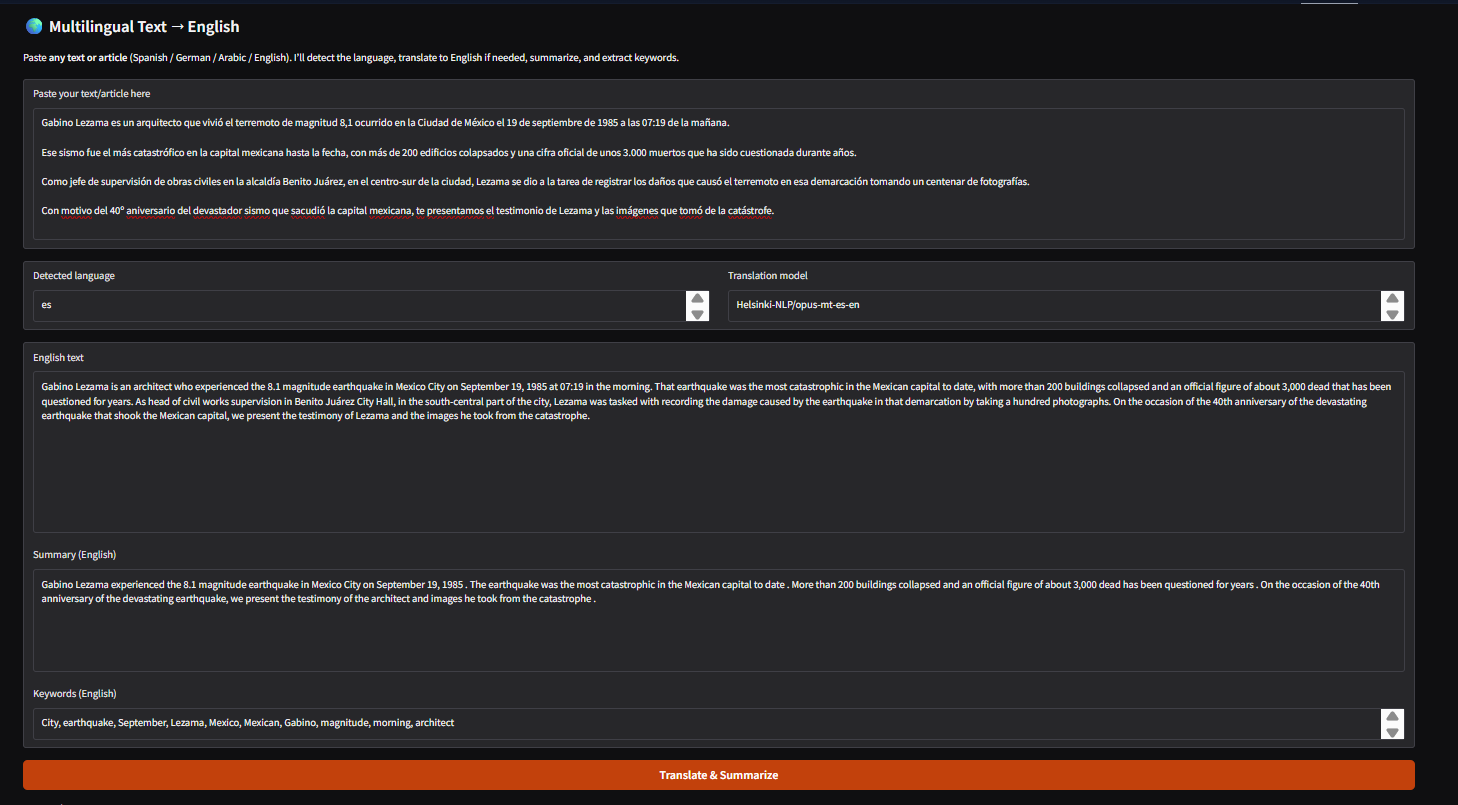 🌍 Multilingual Text → English
Paste any text or article (Spanish / German / Arabic / English). I'll detect the language, translate to English if needed, summarize, and extract keywords.
Paste your text/article here
Gabino Lezama es un arquitecto que vivió el terremoto de magnitud 8,1 ocurrido en la Ciudad de México el 19 de septiembre de 1985 a las 07:19 de la mañana.
Ese sismo fue el más catastrófico en la capital mexicana hasta la fecha, con más de 200 edificios colapsados y una cifra oficial de unos 3.000 muertos que ha sido cuestionada durante años.
Como jefe de supervisión de obras civiles en la alcaldía Benito Juárez, en el centro-sur de la ciudad, Lezama se dio a la tarea de registrar los daños que causó el terremoto en esa demarcación tomando un centenar de fotografías.
Con motivo del 40º aniversario del devastador sismo que sacudió la capital mexicana, te presentamos el testimonio de Lezama y las imágenes que tomó de la catástrofe.
Detected language
es
Translation model
Helsinki-NLP/opus-mt-es-en
English text
Gabino Lezama is an architect who experienced the 8.1 magnitude earthquake in Mexico City on September 19, 1985 at 07:19 in the morning. That earthquake was the most catastrophic in the Mexican capital to date, with more than 200 buildings collapsed and an official figure of about 3,000 dead that has been
questioned for years. As head of civil works supervision in Benito Juárez City Hall, in the south-central part of the city, Lezama was tasked with recording the damage caused by the earthquake in that demarcation by taking a hundred photographs. On the occasion of the 40th anniversary of the devastating
earthquake that shook the Mexican capital, we present the testimony of Lezama and the images he took from the catastrophe.
Summary (English)
Gabino Lezama experienced the 8.1 magnitude earthquake in Mexico City on September 19, 1985 . The earthquake was the most catastrophic in the Mexican capital to date . More than 200 buildings collapsed and an official figure of about 3,000 dead has been questioned for years . On the occasion of the 40th
anniversary of the devastating earthquake, we present the testimony of the architect and images he took from the catastrophe .
Keywords (English)
City, earthquake, September, Lezama, Mexico, Mexican, Gabino, magnitude, morning, architect
Translate & Summarize